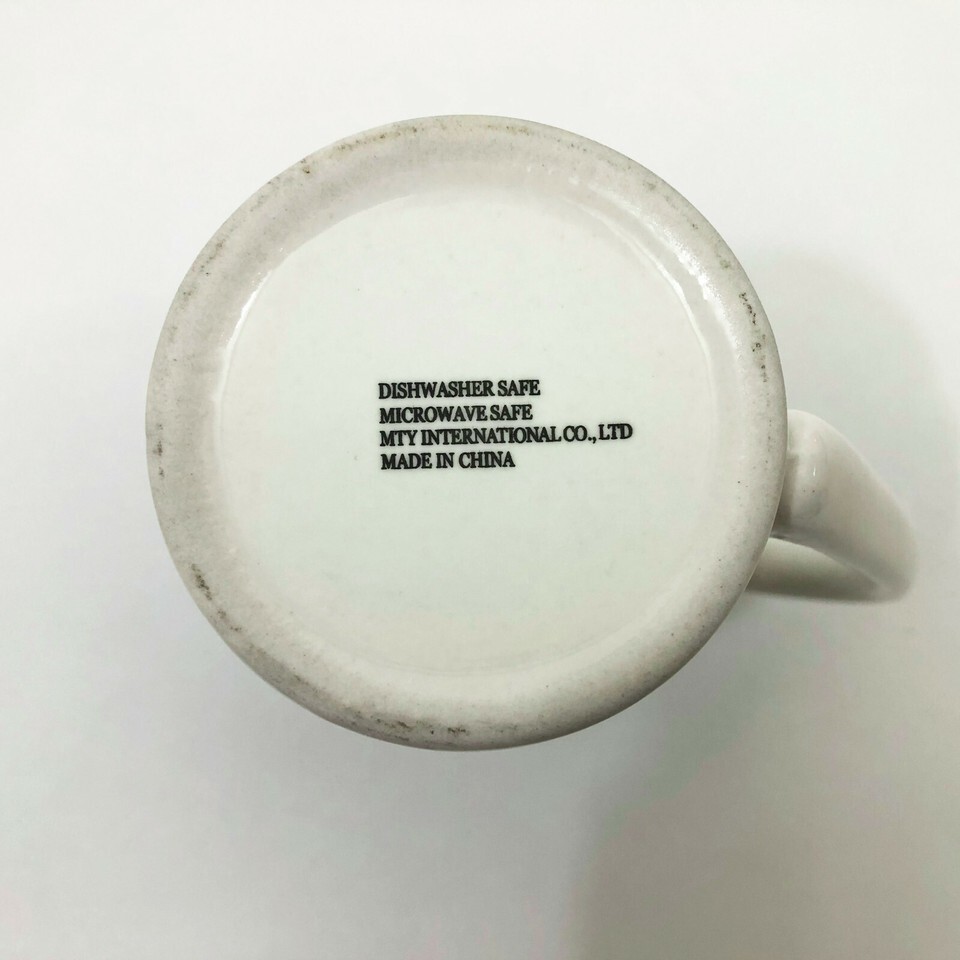 DISHWASHER SAFE
MICROWAVE SAFE
MTY INTERNATIONAL CO., LTD
MADE IN CHINA